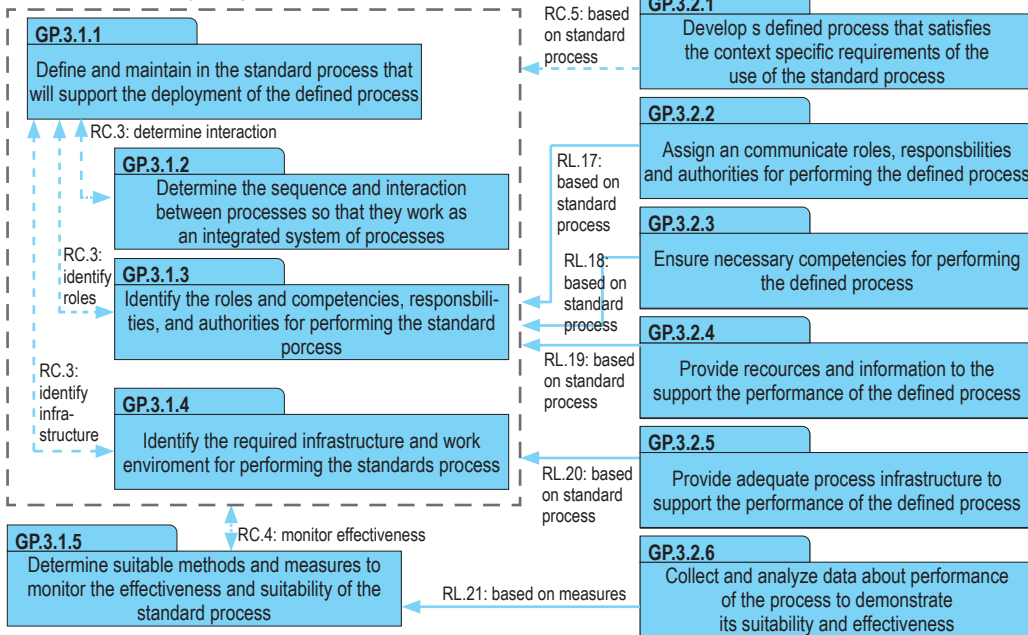 GP.3.1.1
Define and maintain in the standard process that
will support the deployment of the defined process
RC.3: determine interaction
GP.3.1.2
Determine the sequence and interaction
between processes so that they work as
an integrated system of processes
RC.3:
identify
roles
GP.3.1.3
Identify the roles and competencies, responsbili-
ties, and authorities for performing the standard
porcess
RC.3:
identify
infra-
structure
GP.3.1.4
Identify the required infrastructure and work
enviroment for performing the standards process
RC.4: monitor effectiveness
GP.3.1.5
Determine suitable methods and measures to
monitor the effectiveness and suitability of the
standard process
RC.5: based
on standard
process
RL.17:
based on
standard
process
RL.18:
based on
standard
process
RL.19: based
on standard
process
RL.20: based
on standard
process
RL.21: based on measures
GP.3.2.1
Develop s defined process that satisfies
the context specific requirements of the
use of the standard process
GP.3.2.2
Assign an communicate roles, responsbilities
and authorities for performing the defined process
GP.3.2.3
Ensure necessary competencies for performing
the defined process
GP.3.2.4
Provide recources and information to the
support the performance of the defined process
GP.3.2.5
Provide adequate process infrastructure to
support the performance of the defined process
GP.3.2.6
Collect and analyze data about performance
of the process to demonstrate
its suitability and effectiveness